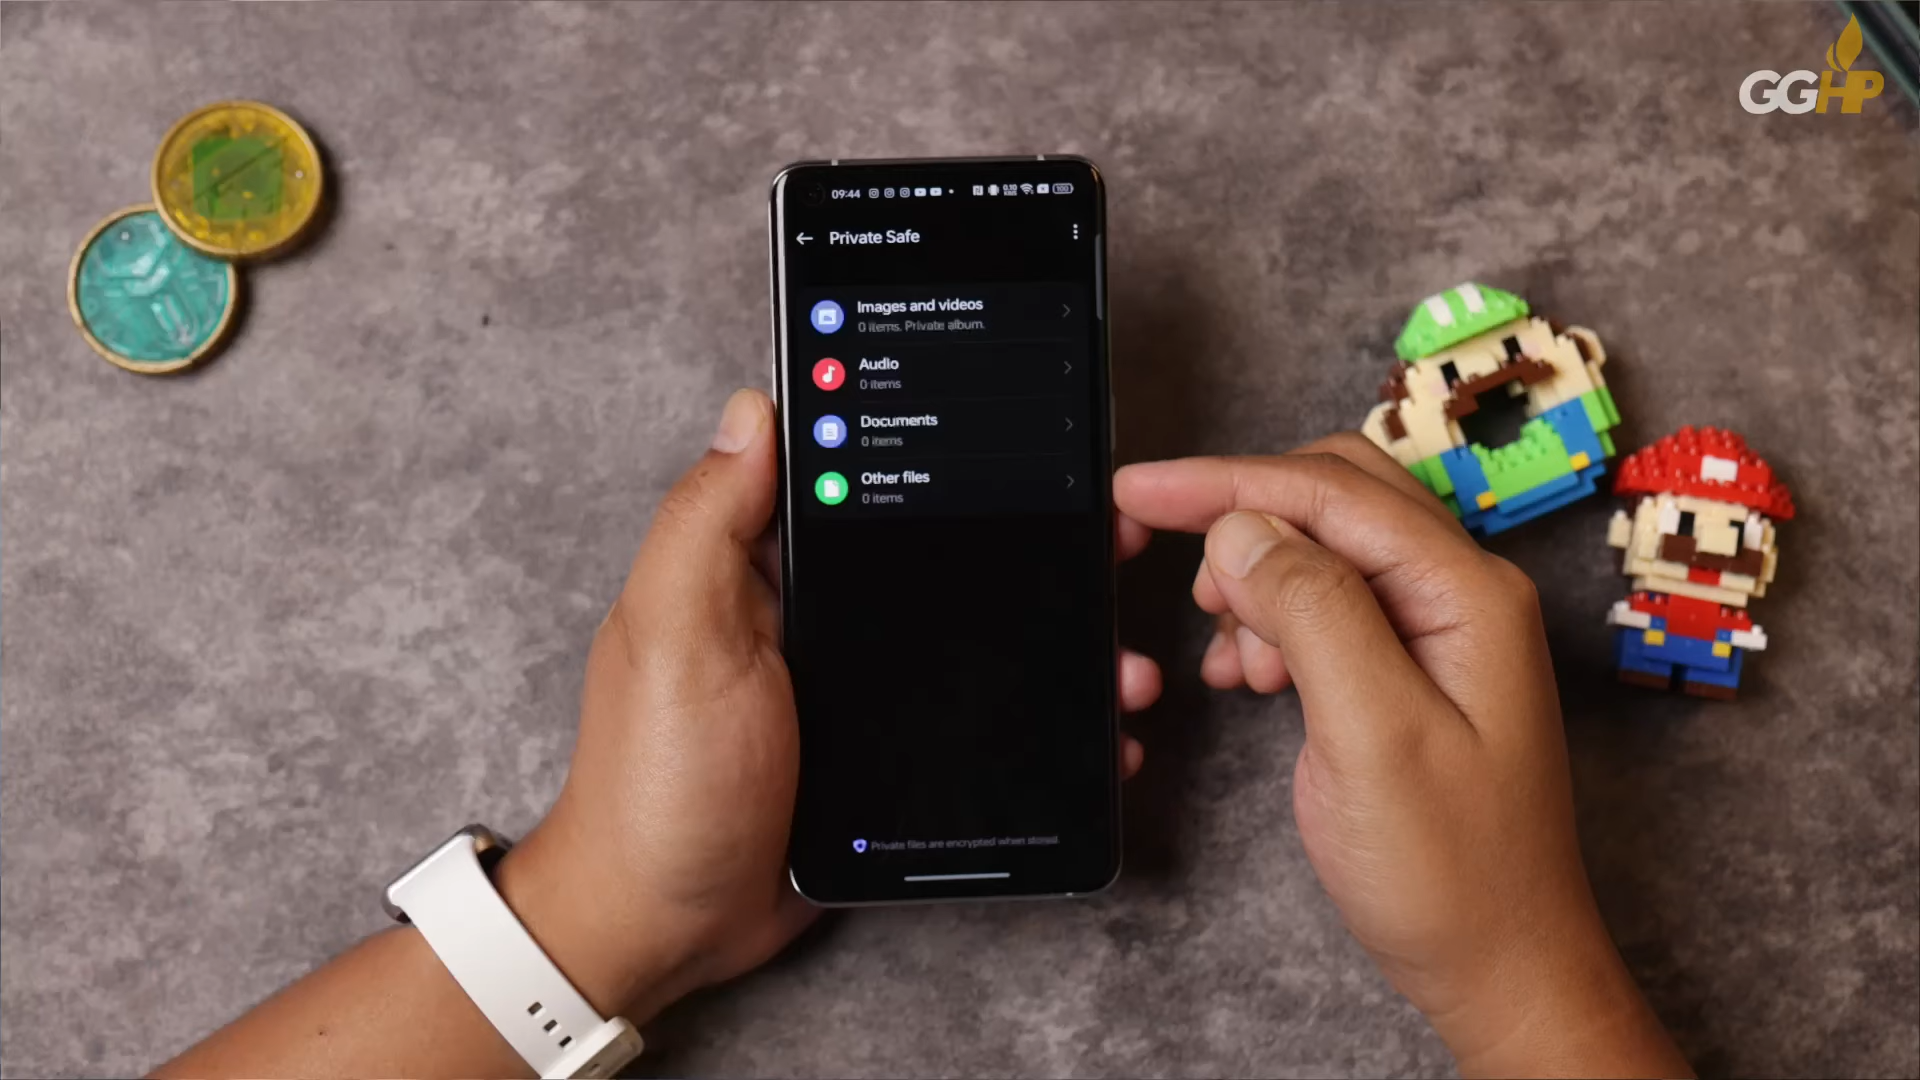 GGHP
09:44
100
Private Safe
Images and videos
0 items. Private album.
Audio
0 items
Documents
0 items
Other files
0 items
Private files are encrypted when stored.